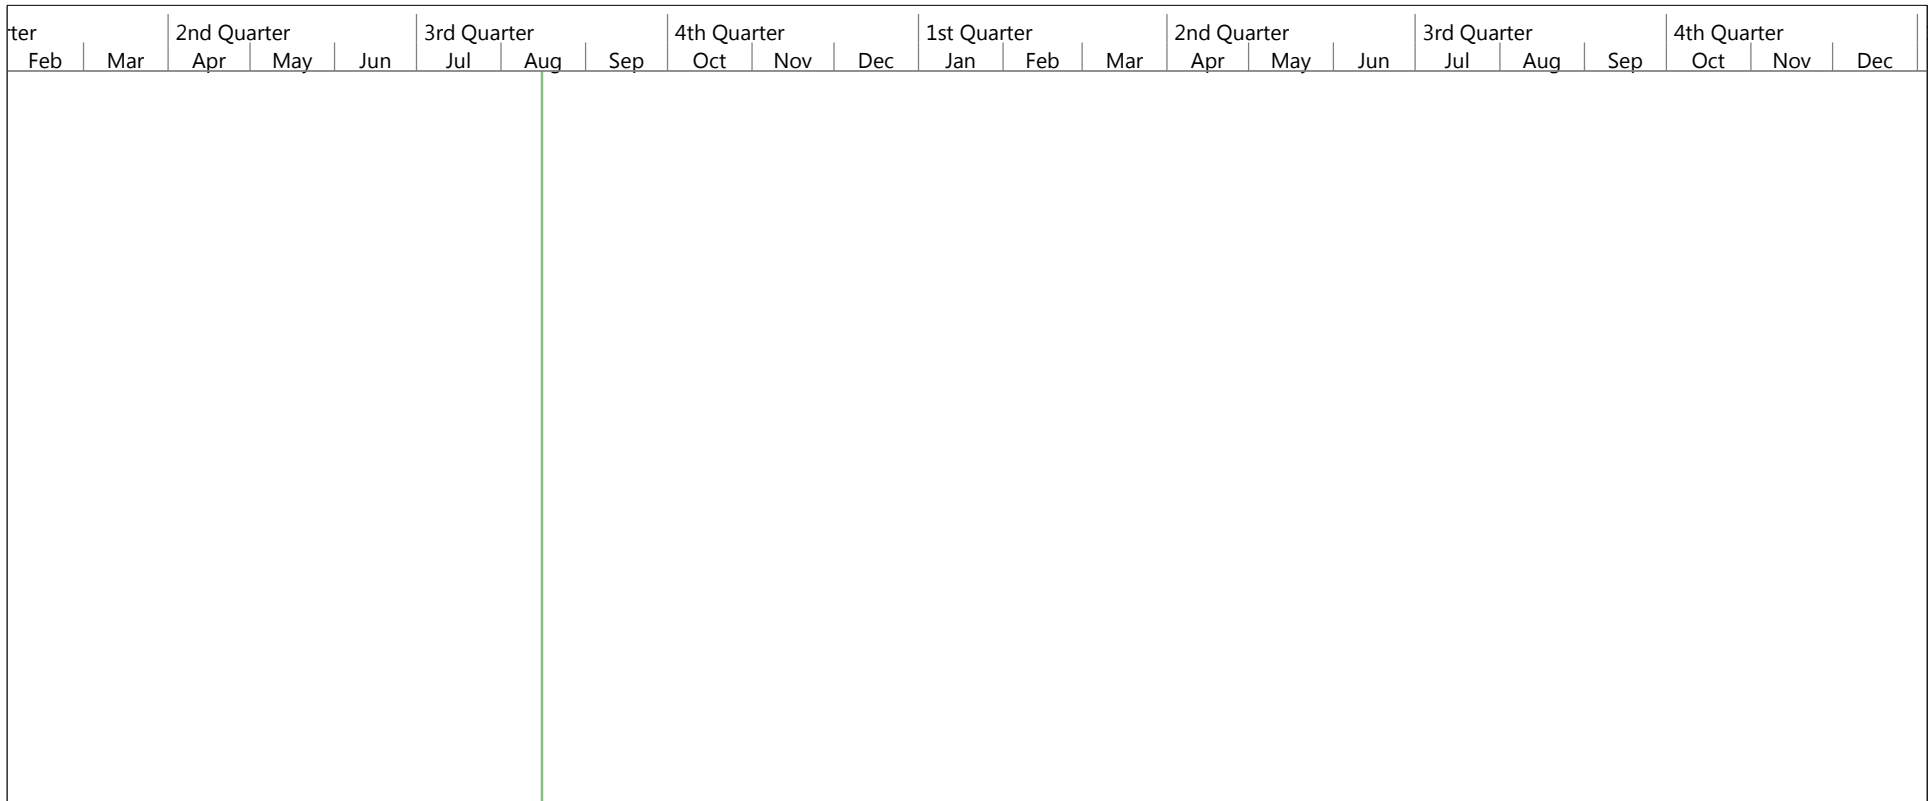 rter 2nd Quarter 3rd Quarter 4th Quarter 1st Quarter 2nd Quarter 3rd Quarter 4th Quarter
Feb Mar Apr May Jun Jul Aug Sep Oct Nov Dec Jan Feb Mar Apr May Jun Jul Aug Sep Oct Nov Dec